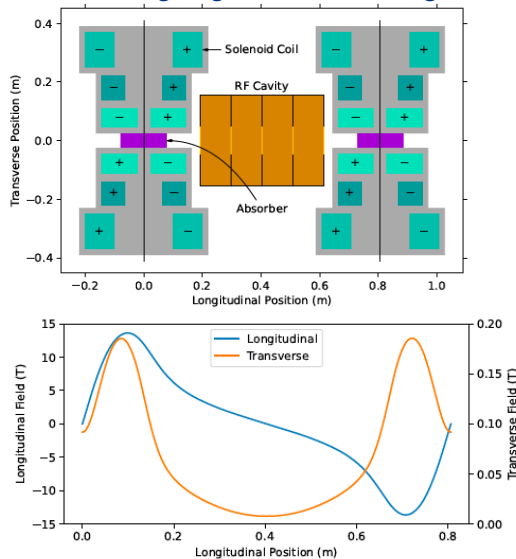 0.4
0.2
0.0
−0.2
−0.4
Transverse Position (m)
− + Solenoid Coil − +
RF Cavity
− + − +
− + − +
+ − + −
+ − + −
Absorber
+ − + −
−0.2 0.0 0.2 0.4 0.6 0.8 1.0
Longitudinal Position (m)
15
10
5
0
−5
−10
−15
Longitudinal Field (T)
Longitudinal
Transverse
0.20
0.15
0.10
0.05
0.00
Transverse Field (T)
0.0 0.2 0.4 0.6 0.8
Longitudinal Position (m)